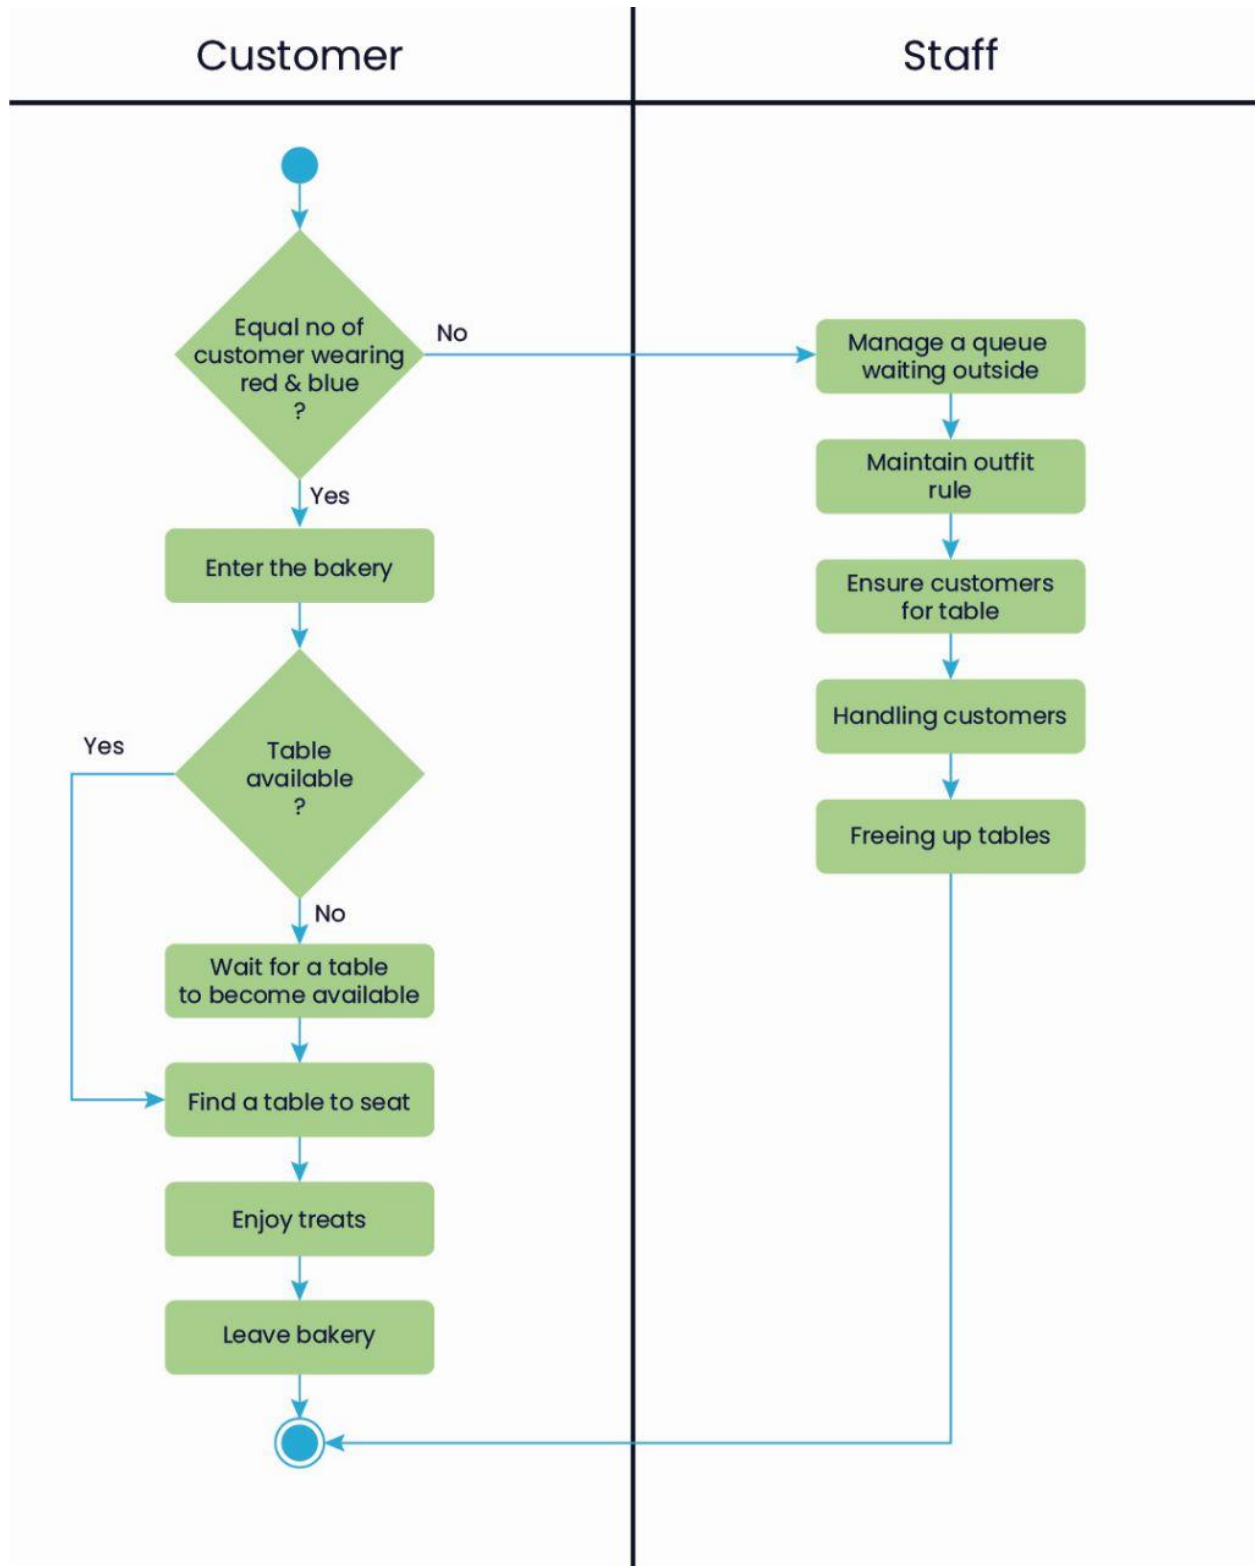 Customer
Staff
Equal no of
customer wearing
red & blue
?
No
Yes
Enter the bakery
Table
available
?
Yes
No
Wait for a table
to become available
Find a table to seat
Enjoy treats
Leave bakery
Manage a queue
waiting outside
Maintain outfit
rule
Ensure customers
for table
Handling customers
Freeing up tables